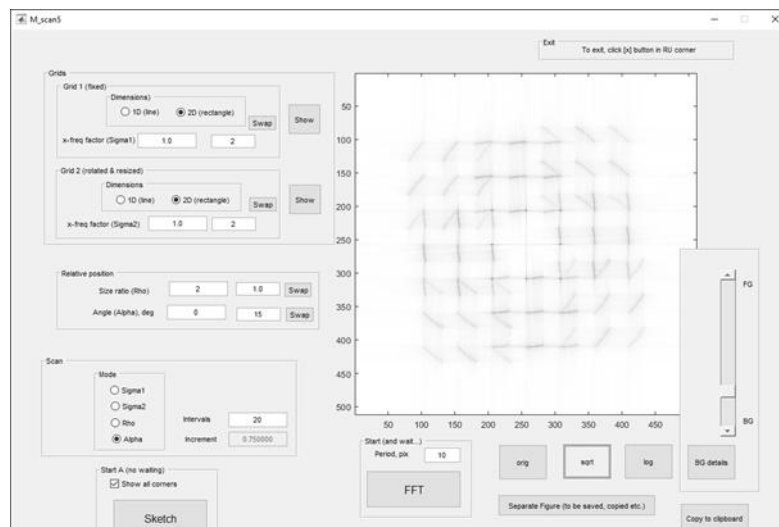 M_scan5
Exit
To exit, click [x] button in RU corner
Grids
Grid 1 (fixed)
Dimensions)
1D (line) 2D (rectangle)
Swap
Show
x-freq factor (Sigma1) 1.0 2
Grid 2 (rotated & resized)
Dimensions
1D (line) 2D (rectangle)
Swap
Show
x-freq factor (Sigma2) 1.0 2
Relative position
Size ratio (Rho) 2 1.0 Swap
Angle (Alpha), deg 0 15 Swap
Scan
Mode
Sigma1
Sigma2
Rho
Alpha
Intervals 20
Increment 0.750000
Start A (no waiting)
Show all corners
Sketch
50
100
150
200
250
300
350
400
450
500
50 100 150 200 250 300 350 400 450
FG
BG
Start (and wait...)
Period, pix 10
FFT
orig sqrt log BG details
Separate Figure (to be saved, copied etc.)
Copy to clipboard